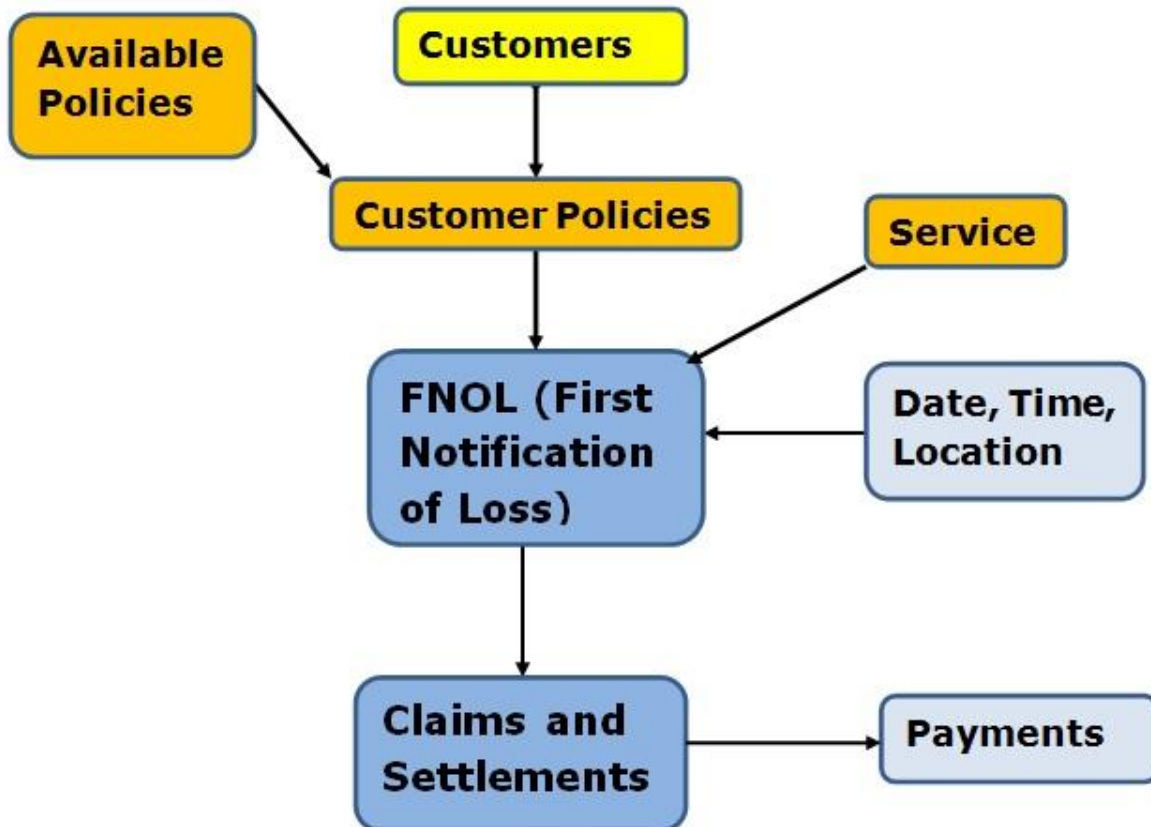 Available
Policies
Customers
Customer Policies
Service
FNOL (First
Notification
of Loss)
Date, Time,
Location
Claims and
Settlements
Payments